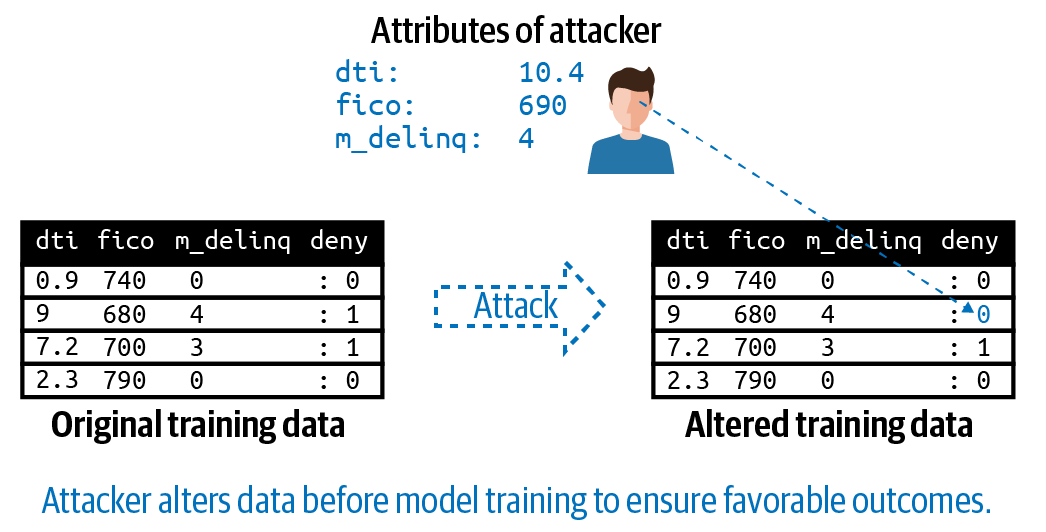 Attributes of attacker
dti: 10.4
fico: 690
m_delinq: 4
dti fico m_delinq deny
0.9 740 0 : 0
9 680 4 : 1
7.2 700 3 : 1
2.3 790 0 : 0
Original training data
Attack
dti fico m_delinq deny
0.9 740 0 : 0
9 680 4 : 0
7.2 700 3 : 1
2.3 790 0 : 0
Altered training data
Attacker alters data before model training to ensure favorable outcomes.